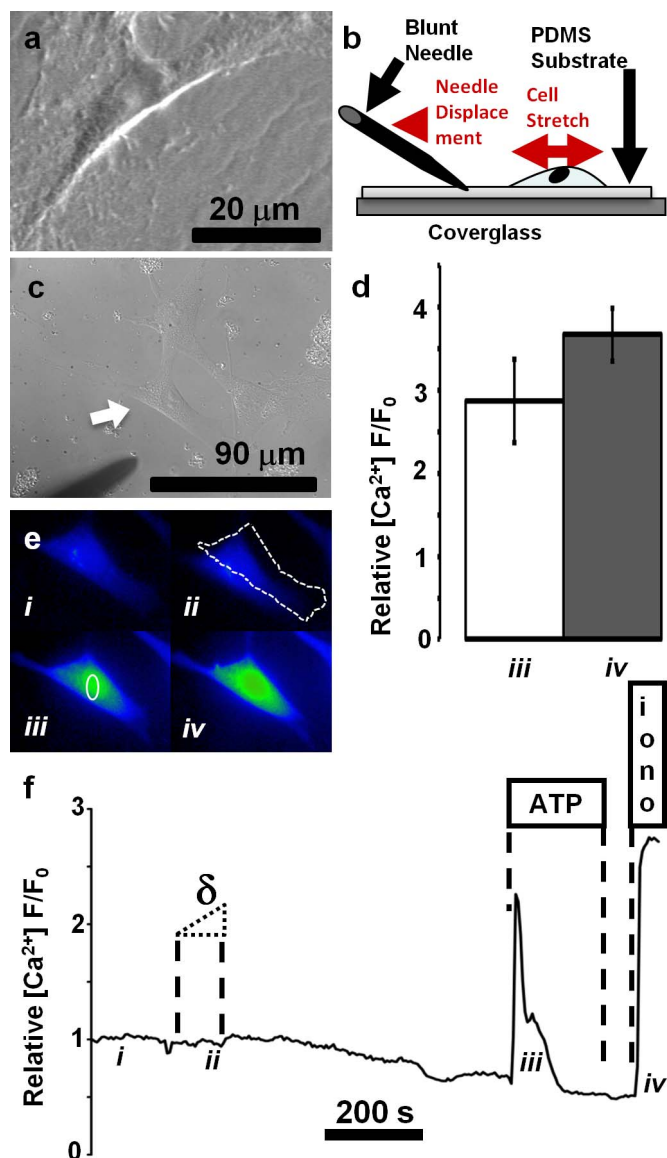 a
20 μm
b
Blunt
Needle
PDMS
Substrate
Needle
Displace
ment
Cell
Stretch
Coverglass
c
90 μm
d
Relative [Ca²⁺] F/F₀
4
3
2
1
0
iii
iv
e
i
ii
iii
iv
f
Relative [Ca²⁺] F/F₀
3
2
1
0
δ
ATP
i
o
n
o
i
ii
iii
iv
200 s